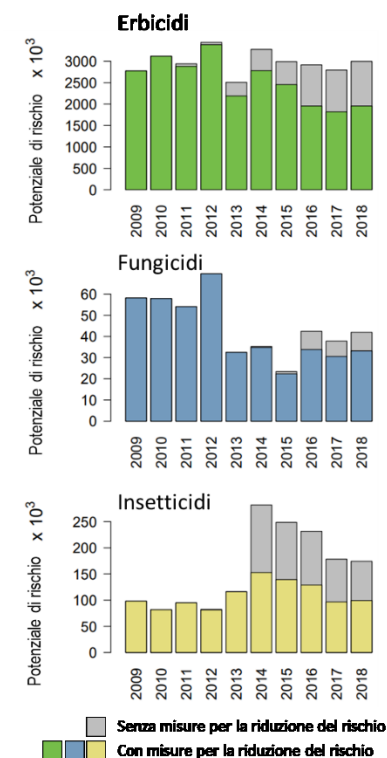 Erbicidi
Potenziale di rischio x 10³
3000
2500
2000
1500
1000
500
0
2009 2010 2011 2012 2013 2014 2015 2016 2017 2018
Fungicidi
Potenziale di rischio x 10³
60
50
40
30
20
10
0
2009 2010 2011 2012 2013 2014 2015 2016 2017 2018
Insetticidi
Potenziale di rischio x 10³
250
200
150
100
50
0
2009 2010 2011 2012 2013 2014 2015 2016 2017 2018
Senza misure per la riduzione del rischio
Con misure per la riduzione del rischio